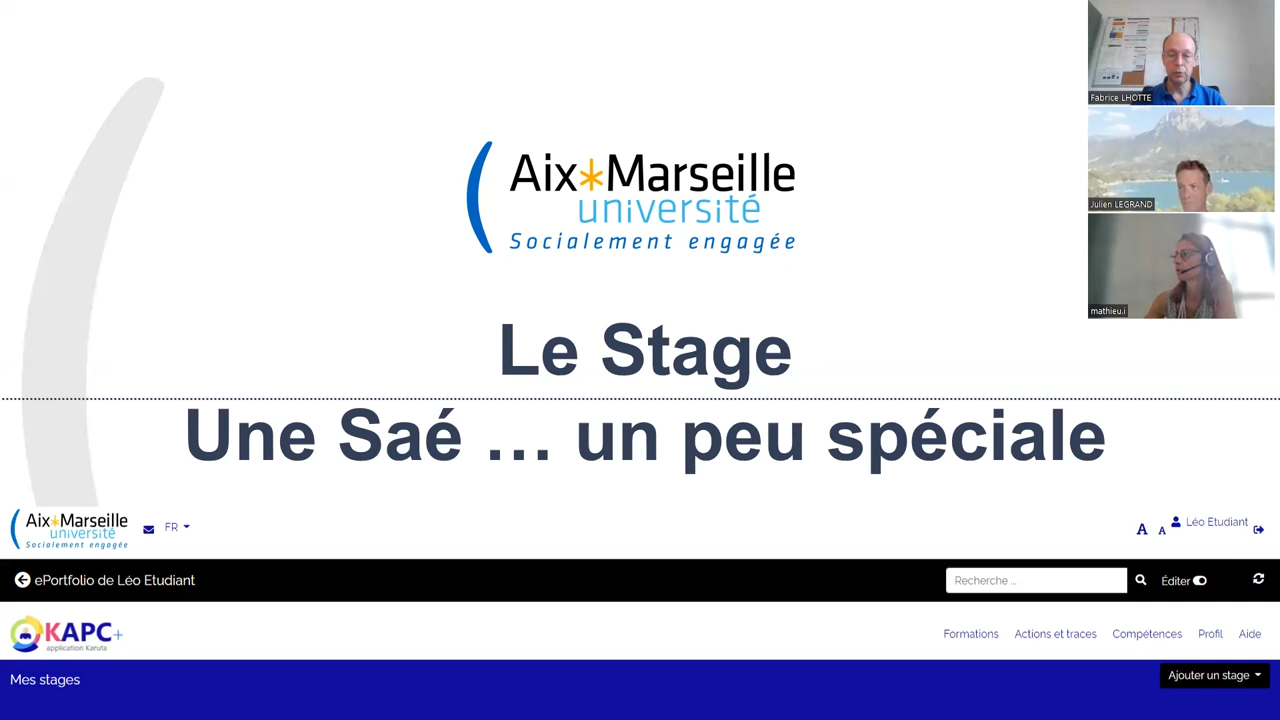 Fabrice LHOTTE
Julien LEGRAND
mathieu.i
Aix*Marseille
université
Socialement engagée
Le Stage
Une Saé ... un peu spéciale
Aix*Marseille
université
Socialement engagée
FR
A A Léo Etudiant
ePortfolio de Léo Etudiant
Recherche ...
Éditer
KAPC+
application Karuta
Formations Actions et traces Compétences Profil Aide
Mes stages
Ajouter un stage